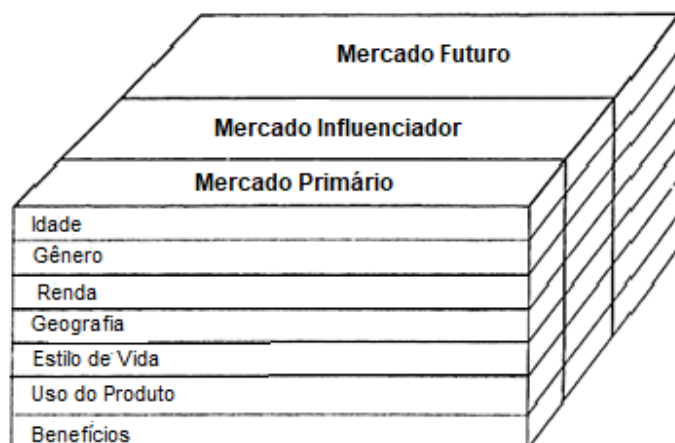 Mercado Futuro
Mercado Influenciador
Mercado Primário
Idade
Gênero
Renda
Geografia
Estilo de Vida
Uso do Produto
Benefícios